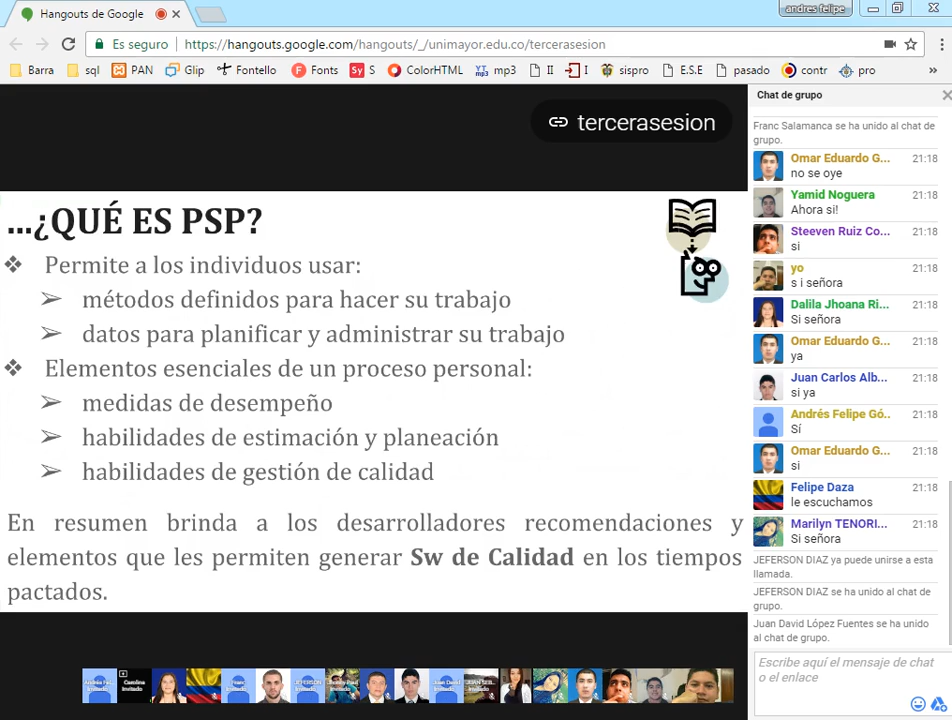 Hangouts de Google
andres felipe
Es seguro
https://hangouts.google.com/hangouts/_/unimayor.edu.co/tercerasesion
Barra sql PAN Glip Fontello F Fonts Sy S ColorHTML YT mp3 mp3 II I sispro E.S.E pasado contr pro »
tercerasesion
...¿QUÉ ES PSP?
❖ Permite a los individuos usar:
➢ métodos definidos para hacer su trabajo
➢ datos para planificar y administrar su trabajo
❖ Elementos esenciales de un proceso personal:
➢ medidas de desempeño
➢ habilidades de estimación y planeación
➢ habilidades de gestión de calidad
En resumen brinda a los desarrolladores recomendaciones y
elementos que les permiten generar Sw de Calidad en los tiempos
pactados.
Carolina
Invitado
Invitado
Invitado
Chat de grupo
Franc Salamanca se ha unido al chat de
grupo.
Omar Eduardo G... 21:18
no se oye
Yamid Noguera 21:18
Ahora si!
Steeven Ruiz Co... 21:18
si
yo 21:18
s i señora
Dalila Jhoana Ri... 21:18
Si señora
Omar Eduardo G... 21:18
ya
Juan Carlos Alb... 21:18
si ya
Andrés Felipe Gó... 21:18
Sí
Omar Eduardo G... 21:18
si
Felipe Daza 21:18
le escuchamos
Marilyn TENORI... 21:18
Si señora
JEFERSON DIAZ ya puede unirse a esta
llamada.
JEFERSON DIAZ se ha unido al chat de
grupo.
Juan David López Fuentes se ha unido
al chat de grupo.
Escribe aquí el mensaje de chat
o el enlace